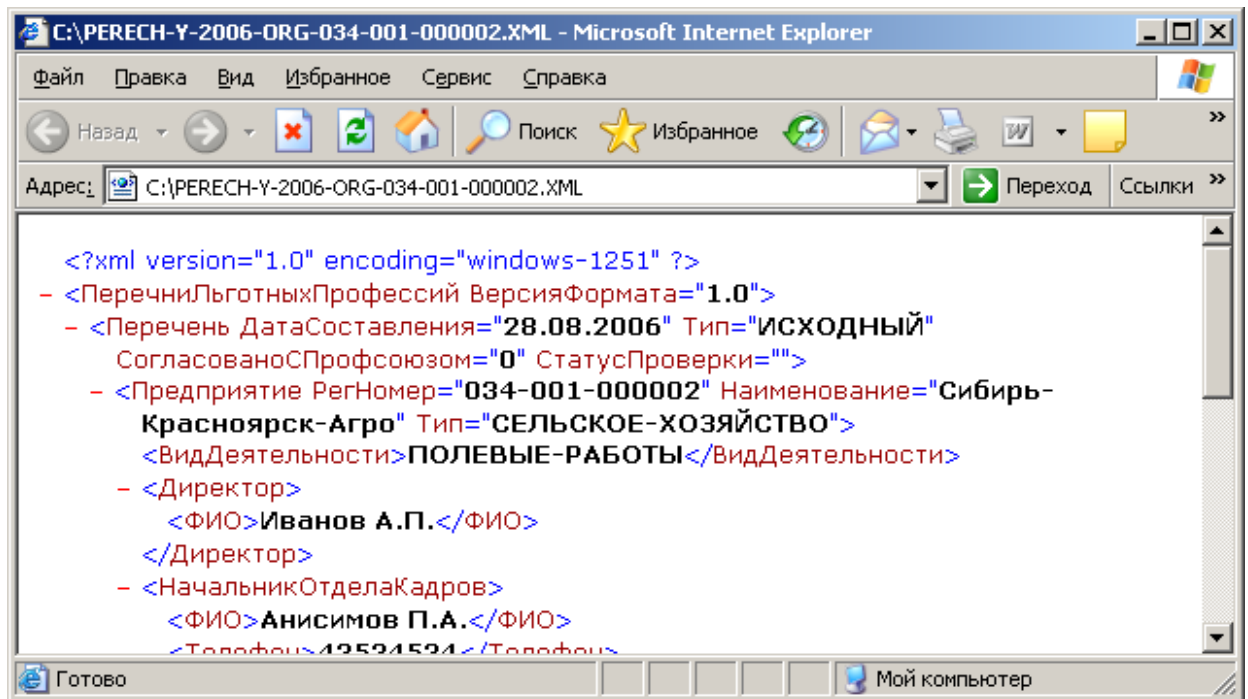 C:\PERECH-Y-2006-ORG-034-001-000002.XML - Microsoft Internet Explorer
Файл Правка Вид Избранное Сервис Справка
Назад Поиск Избранное »
Адрес: C:\PERECH-Y-2006-ORG-034-001-000002.XML Переход Ссылки »
<?xml version="1.0" encoding="windows-1251" ?>
– <ПеречниЛьготныхПрофессий ВерсияФормата="1.0">
– <Перечень ДатаСоставления="28.08.2006" Тип="ИСХОДНЫЙ"
СогласованоСПрофсоюзом="0" СтатусПроверки="">
– <Предприятие РегНомер="034-001-000002" Наименование="Сибирь-
Красноярск-Агро" Тип="СЕЛЬСКОЕ-ХОЗЯЙСТВО">
<ВидДеятельности>ПОЛЕВЫЕ-РАБОТЫ</ВидДеятельности>
– <Директор>
<ФИО>Иванов А.П.</ФИО>
</Директор>
– <НачальникОтделаКадров>
<ФИО>Анисимов П.А.</ФИО>
<Телефон>43534534</Телефон>
Готово Мой компьютер